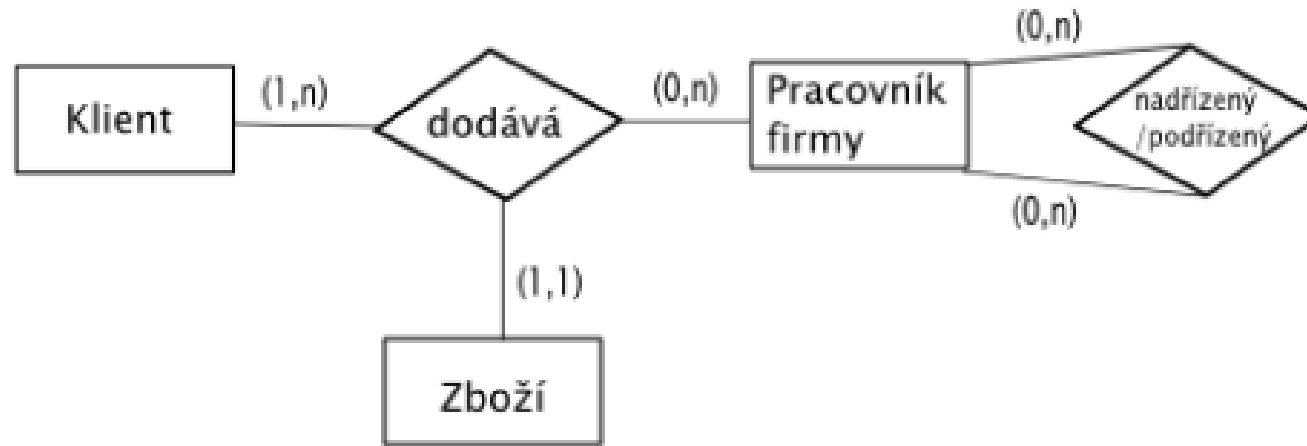 (0,n)
Klient
(1,n)
dodává
(0,n)
Pracovník
firmy
nadřízený
/podřízený
(0,n)
(1,1)
Zboží